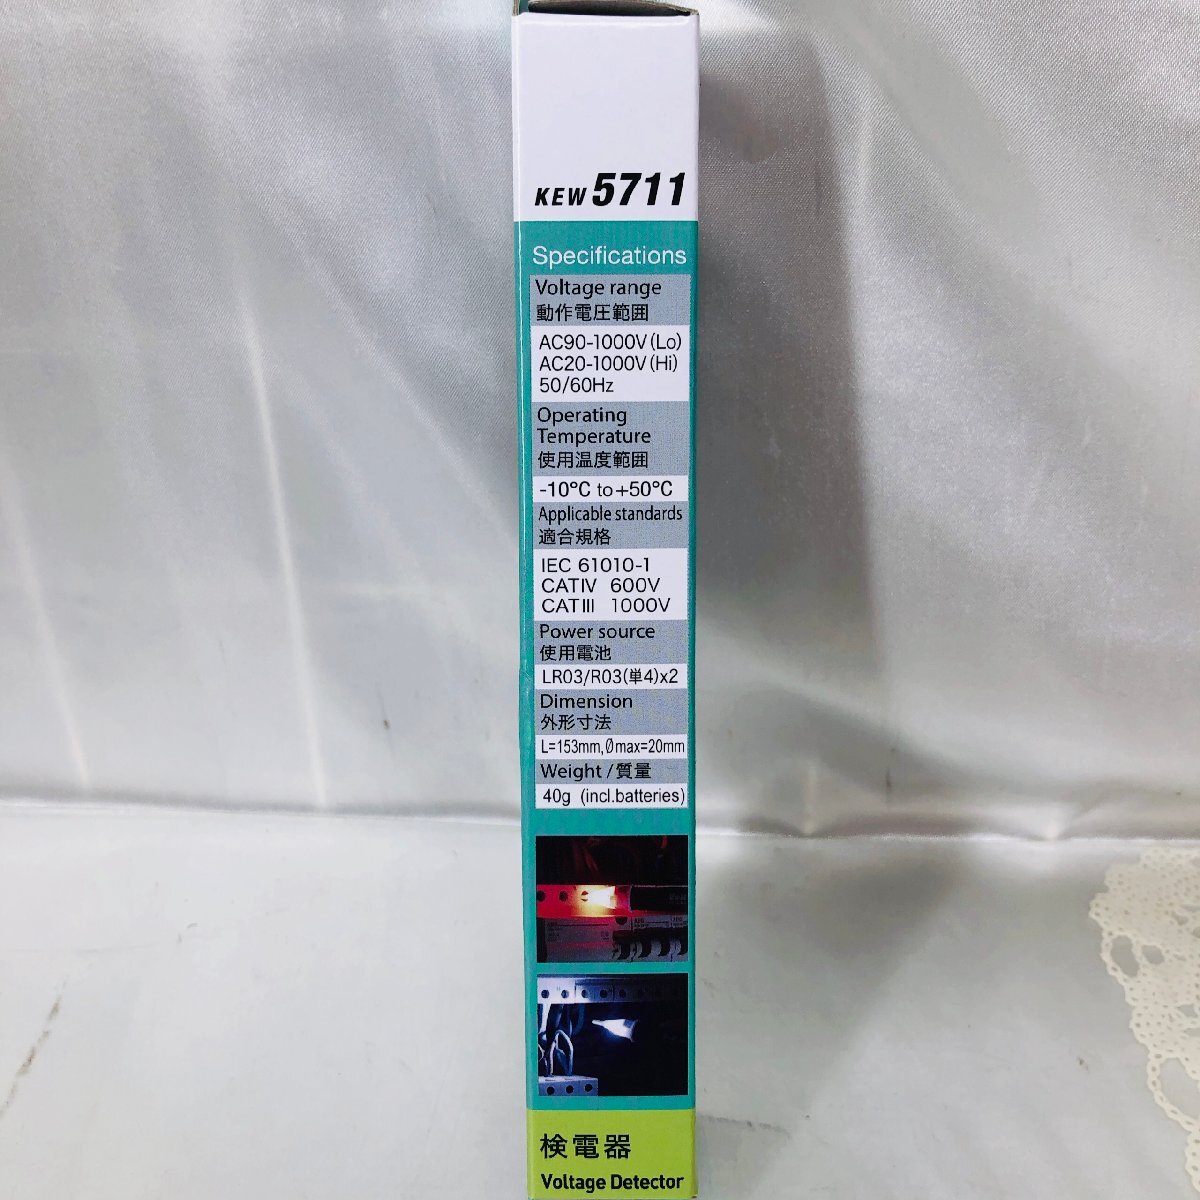 KEW 5711
Specifications
Voltage range
動作電圧範囲
AC90-1000V(Lo)
AC20-1000V(Hi)
50/60Hz
Operating
Temperature
使用温度範囲
-10℃ to +50℃
Applicable standards
適合規格
IEC 61010-1
CATⅣ 600V
CATⅢ 1000V
Power source
使用電池
LR03/R03(単4)x2
Dimension
外形寸法
L=153mm, Ømax=20mm
Weight /質量
40g (incl.batteries)
検電器
Voltage Detector